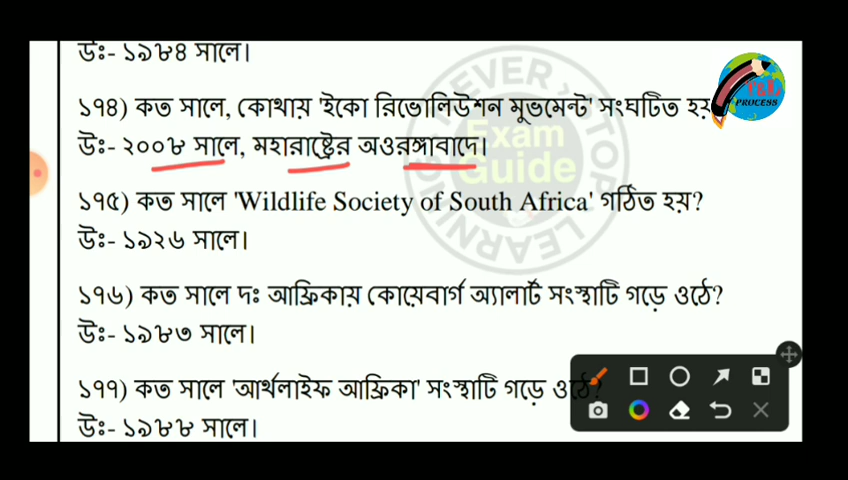 উঃ- ১৯৮৪ সালে।
১৭৪) কত সালে, কোথায় 'ইকো রিভোলিউশন মুভমেন্ট' সংঘটিত হয়
উঃ- ২০০৮ সালে, মহারাষ্ট্রের অওরঙ্গাবাদে।
১৭৫) কত সালে 'Wildlife Society of South Africa' গঠিত হয়?
উঃ- ১৯২৬ সালে।
১৭৬) কত সালে দঃ আফ্রিকায় কোয়েবার্গ অ্যালার্ট সংস্থাটি গড়ে ওঠে?
উঃ- ১৯৮৩ সালে।
১৭৭) কত সালে 'আর্থলাইফ আফ্রিকা' সংস্থাটি গড়ে ওঠে?
উঃ- ১৯৮৮ সালে।
Exam
Guide
NEVER STOP LEARNING
PROCESS